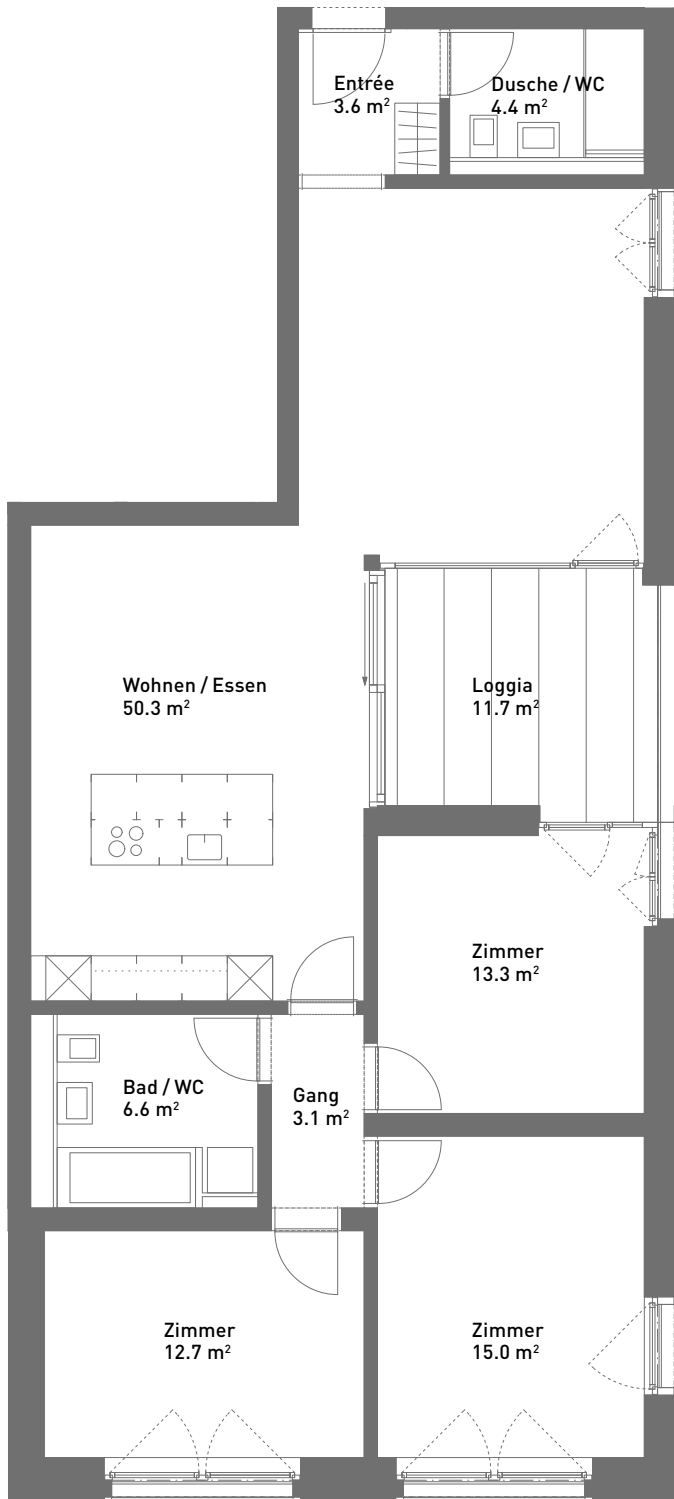 Entrée
3.6 m²
Dusche / WC
4.4 m²
Wohnen / Essen
50.3 m²
Loggia
11.7 m²
Zimmer
13.3 m²
Bad / WC
6.6 m²
Gang
3.1 m²
Zimmer
12.7 m²
Zimmer
15.0 m²